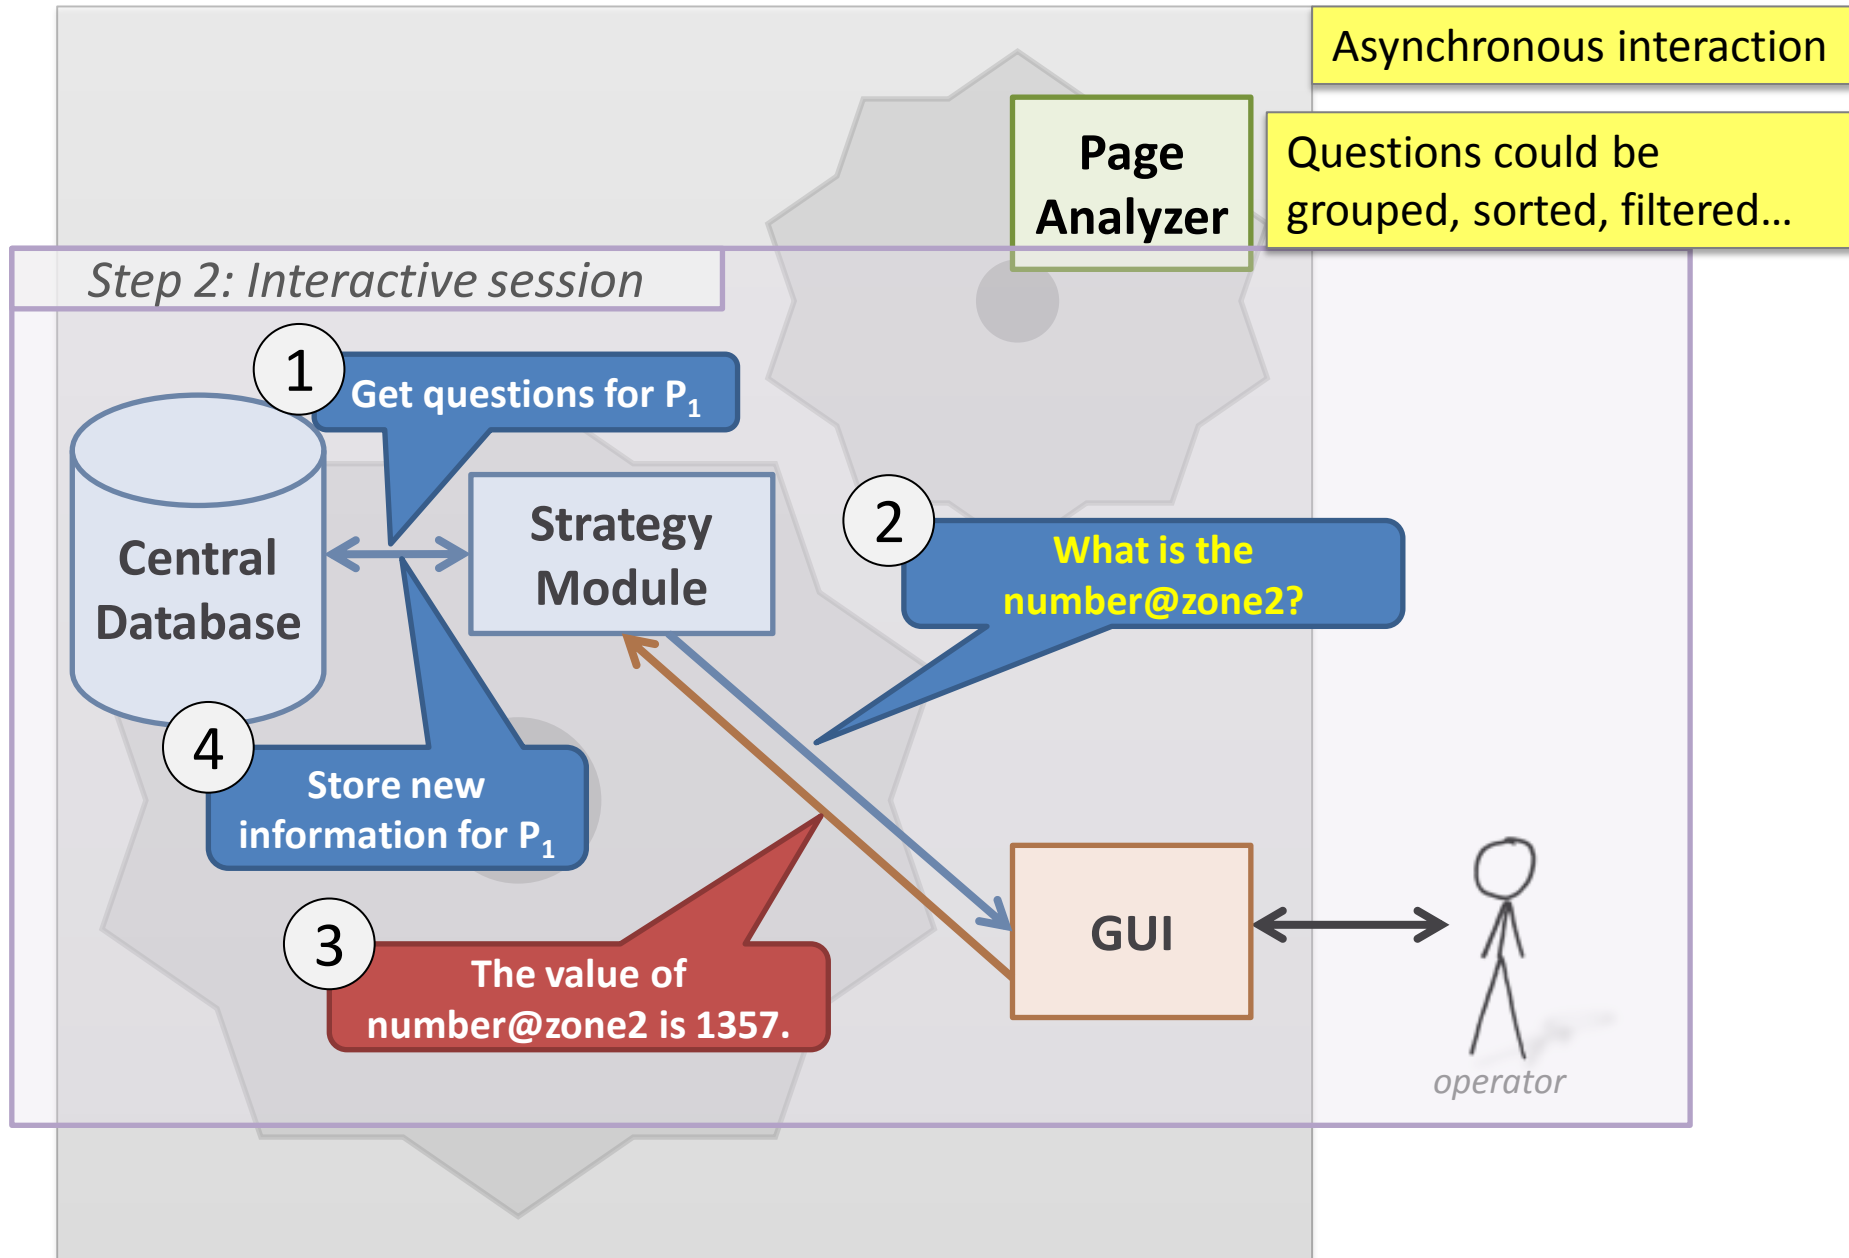 Asynchronous interaction
Page
Analyzer
Questions could be
grouped, sorted, filtered…
Step 2: Interactive session
1
Get questions for P₁
Central
Database
Strategy
Module
2
What is the
number@zone2?
4
Store new
information for P₁
3
The value of
number@zone2 is 1357.
GUI
operator